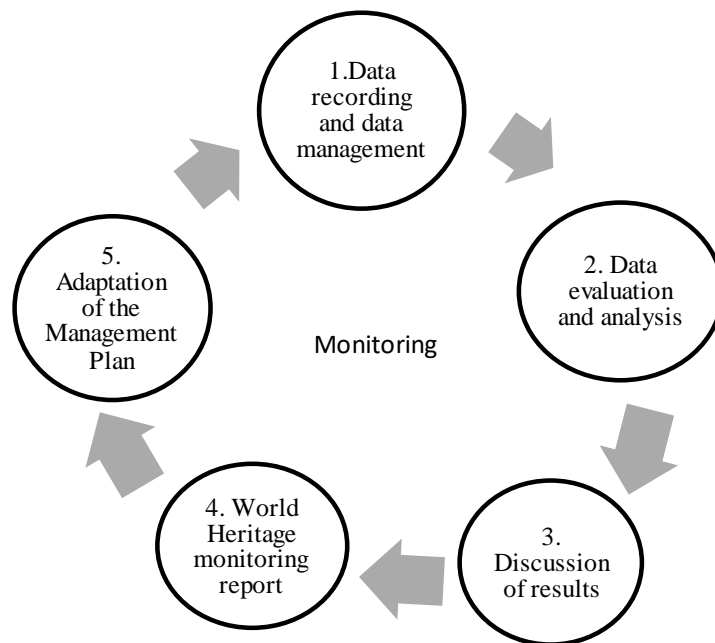 1.Data
recording
and data
management
2. Data
evaluation
and analysis
3.
Discussion
of results
4. World
Heritage
monitoring
report
5.
Adaptation
of the
Management
Plan
Monitoring